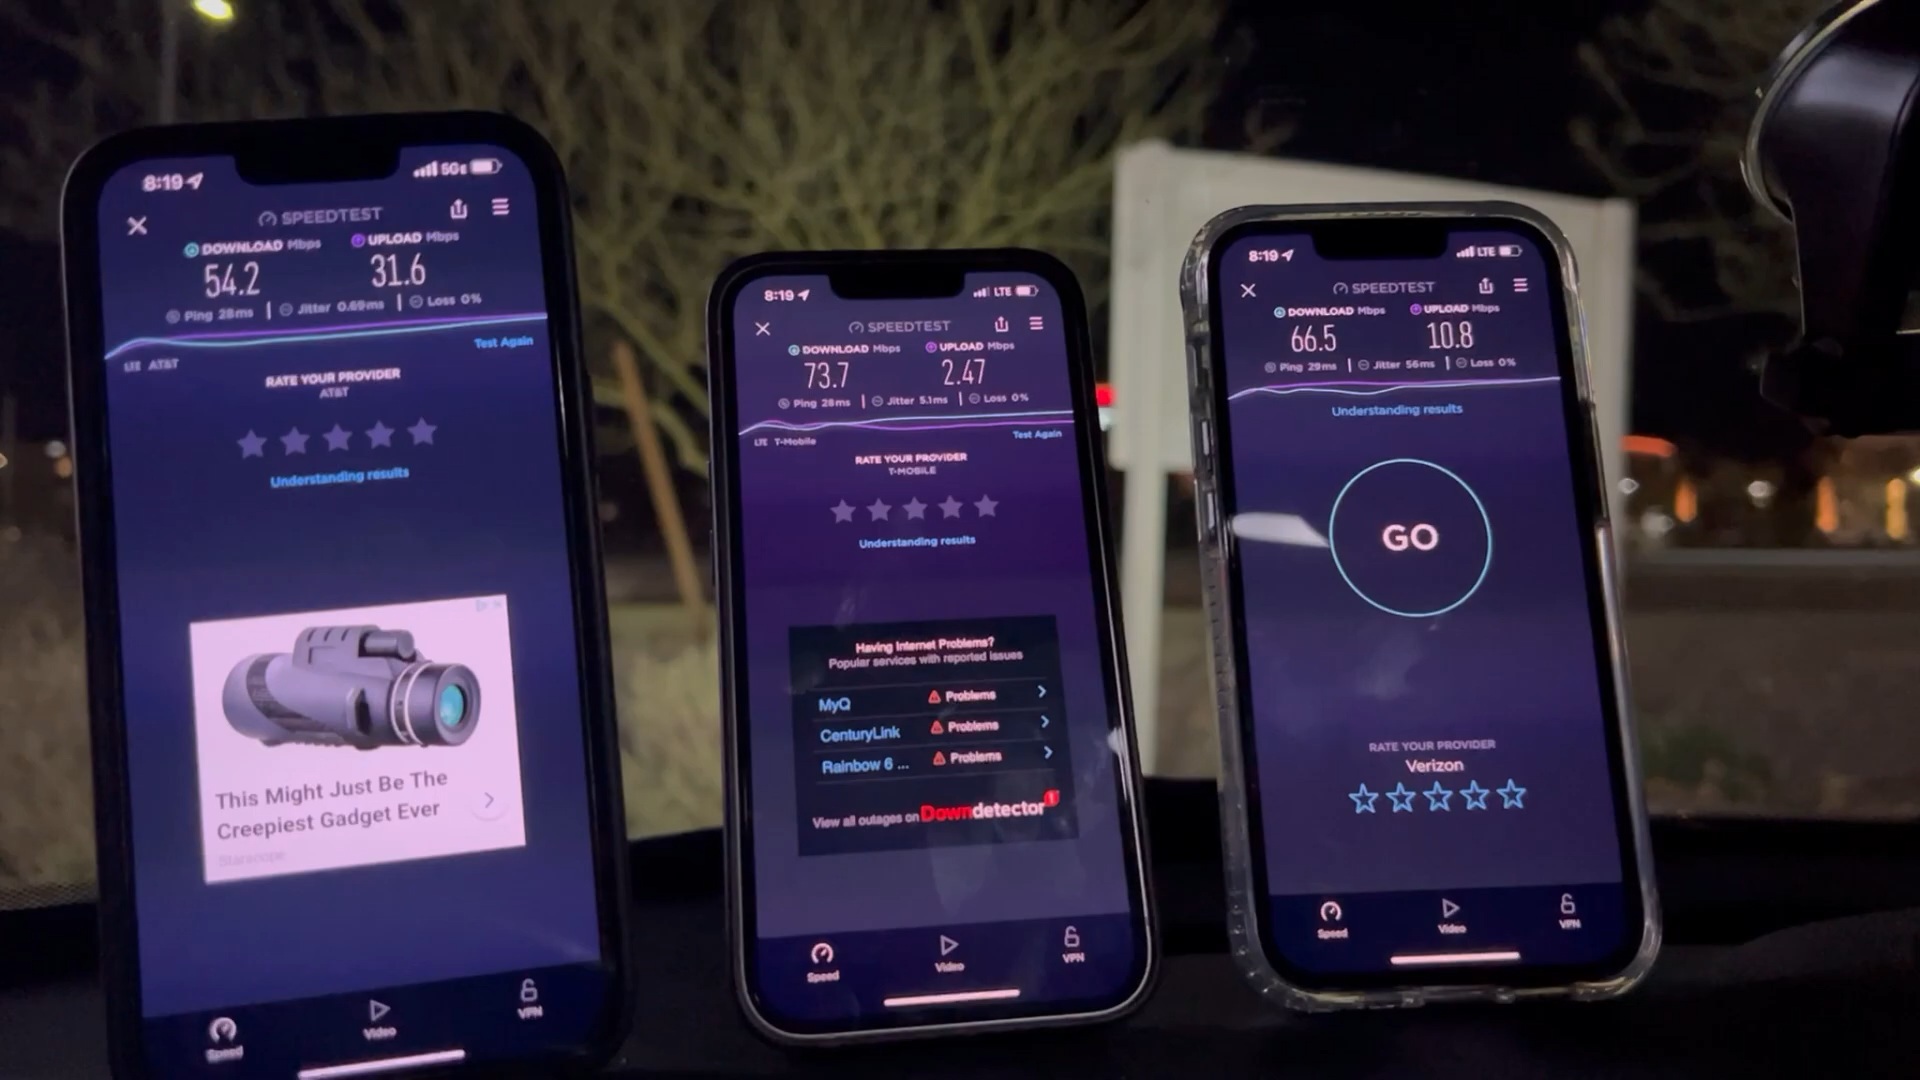 8:19
5GE
SPEEDTEST
DOWNLOAD Mbps
UPLOAD Mbps
54.2
31.6
Ping 28ms
Jitter 0.69ms
Loss 0%
Test Again
LTE AT&T
RATE YOUR PROVIDER
AT&T
Understanding results
This Might Just Be The
Creepiest Gadget Ever
Starscope
Speed
Video
VPN
8:19
LTE
SPEEDTEST
DOWNLOAD Mbps
UPLOAD Mbps
73.7
2.47
Ping 28ms
Jitter 5.1ms
Loss 0%
Test Again
LTE T-Mobile
RATE YOUR PROVIDER
T-MOBILE
Understanding results
Having Internet Problems?
Popular services with reported issues
MyQ Problems
CenturyLink Problems
Rainbow 6 ... Problems
View all outages on Downdetector
Speed
Video
VPN
8:19
LTE
SPEEDTEST
DOWNLOAD Mbps
UPLOAD Mbps
66.5
10.8
Ping 29ms
Jitter 56ms
Loss 0%
Understanding results
GO
RATE YOUR PROVIDER
Verizon
Speed
Video
VPN